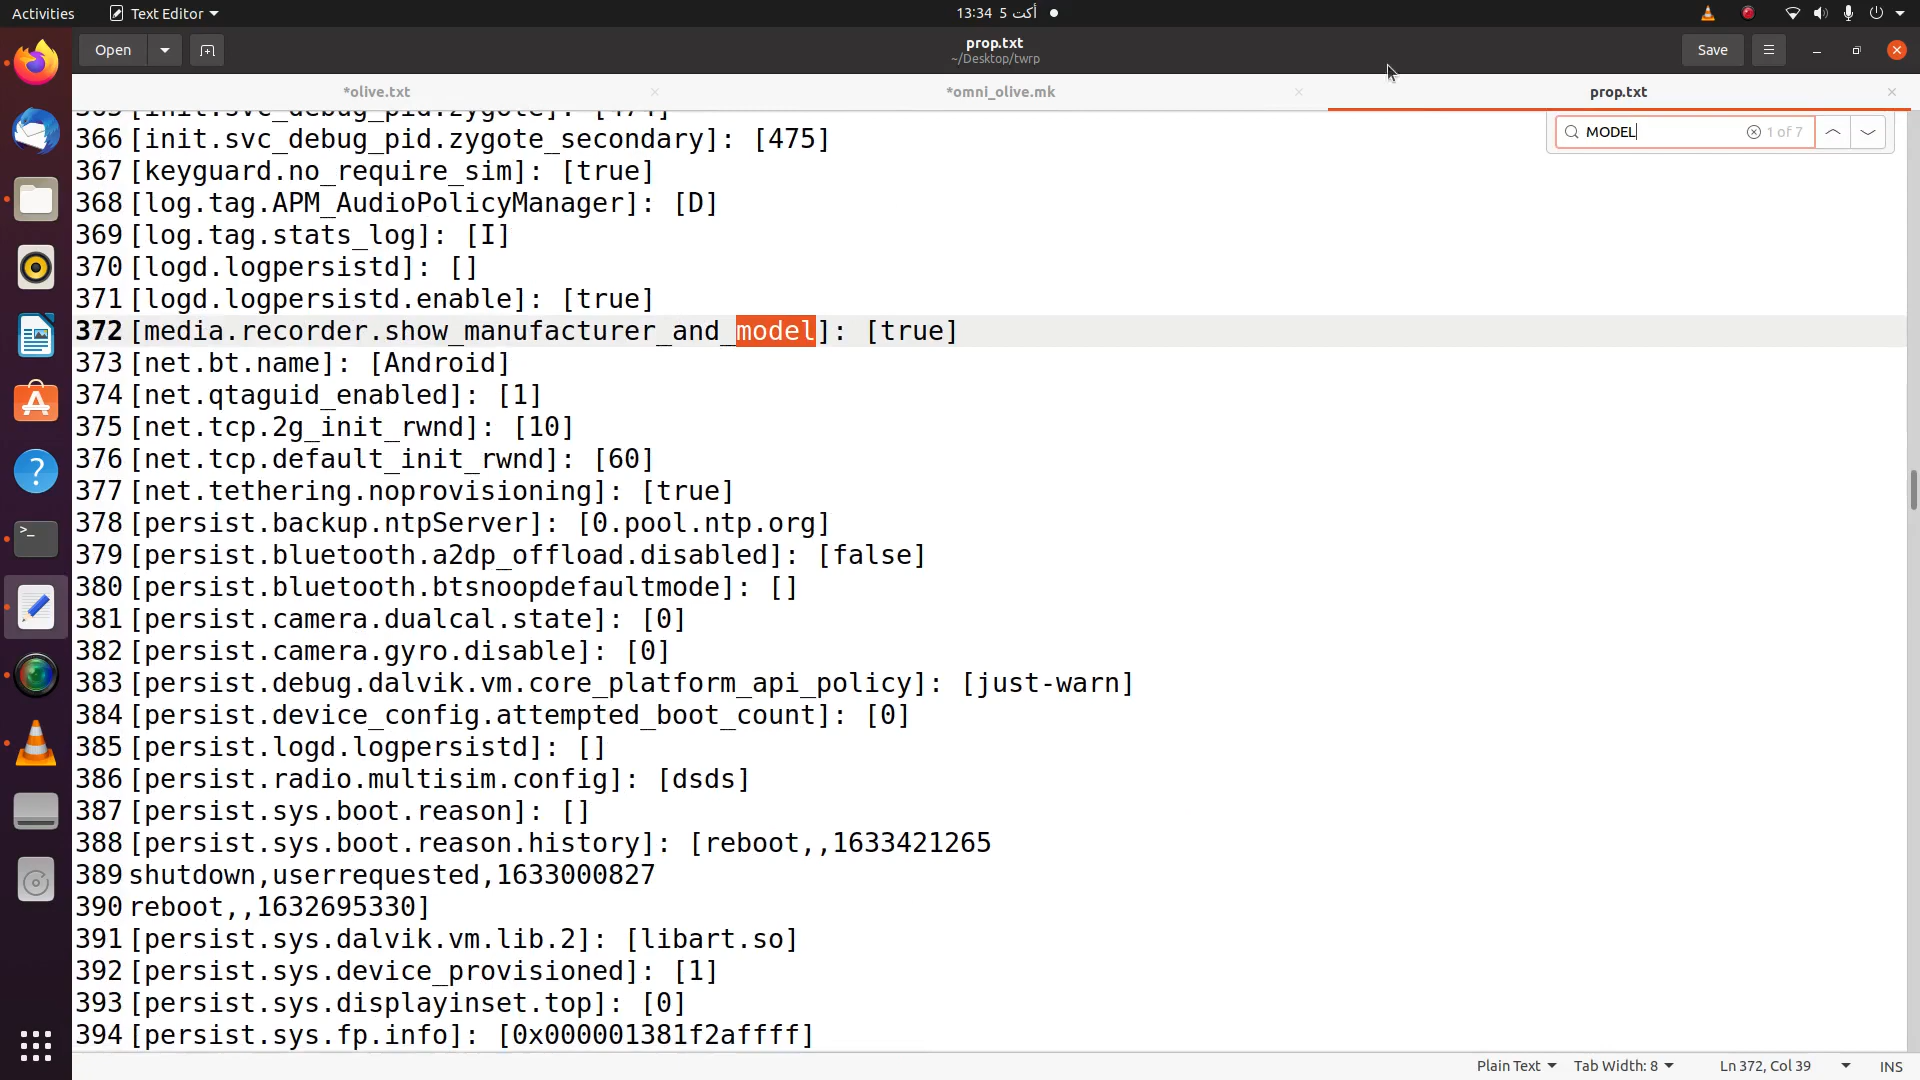 Activities
Text Editor
13:34 5 أكت
Open
prop.txt
~/Desktop/twrp
Save
*olive.txt
*omni_olive.mk
prop.txt
MODEL
1 of 7
365 [init.svc_debug_pid.zygote]: [474]
366 [init.svc_debug_pid.zygote_secondary]: [475]
367 [keyguard.no_require_sim]: [true]
368 [log.tag.APM_AudioPolicyManager]: [D]
369 [log.tag.stats_log]: [I]
370 [logd.logpersistd]: []
371 [logd.logpersistd.enable]: [true]
372 [media.recorder.show_manufacturer_and_model]: [true]
373 [net.bt.name]: [Android]
374 [net.qtaguid_enabled]: [1]
375 [net.tcp.2g_init_rwnd]: [10]
376 [net.tcp.default_init_rwnd]: [60]
377 [net.tethering.noprovisioning]: [true]
378 [persist.backup.ntpServer]: [0.pool.ntp.org]
379 [persist.bluetooth.a2dp_offload.disabled]: [false]
380 [persist.bluetooth.btsnoopdefaultmode]: []
381 [persist.camera.dualcal.state]: [0]
382 [persist.camera.gyro.disable]: [0]
383 [persist.debug.dalvik.vm.core_platform_api_policy]: [just-warn]
384 [persist.device_config.attempted_boot_count]: [0]
385 [persist.logd.logpersistd]: []
386 [persist.radio.multisim.config]: [dsds]
387 [persist.sys.boot.reason]: []
388 [persist.sys.boot.reason.history]: [reboot,,1633421265
389 shutdown,userrequested,1633000827
390 reboot,,1632695330]
391 [persist.sys.dalvik.vm.lib.2]: [libart.so]
392 [persist.sys.device_provisioned]: [1]
393 [persist.sys.displayinset.top]: [0]
394 [persist.sys.fp.info]: [0x000001381f2affff]
Plain Text
Tab Width: 8
Ln 372, Col 39
INS